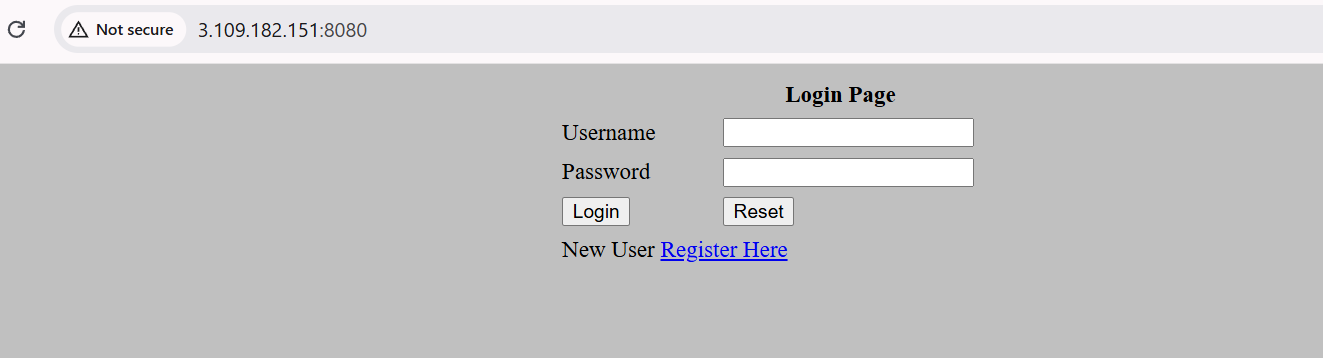 Not secure 3.109.182.151:8080
Login Page
Username
Password
Login Reset
New User Register Here